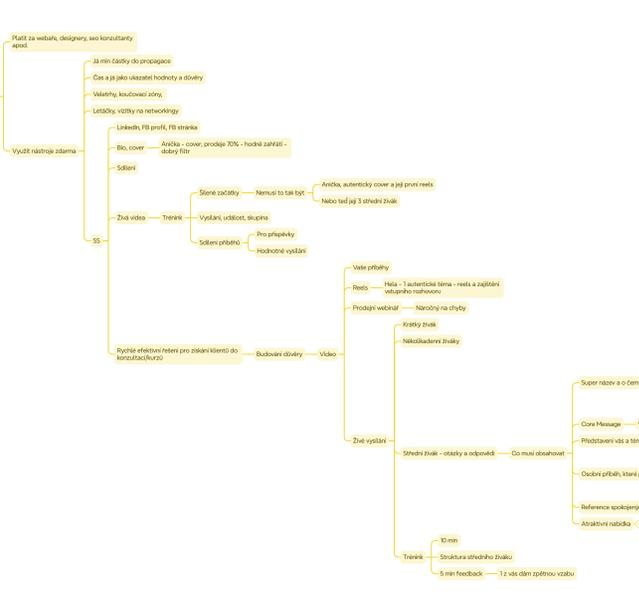 Platit za webaře, designery, seo konzultanty
apod.
Já min částky do propagace
Čas a já jako ukazatel hodnoty a důvěry
Veletrhy, koučovací zóny,
Letáčky, vizitky na networkingy
Využít nástroje zdarma
LinkedIn, FB profil, FB stránka
Bio, cover
Anička - cover, prodeje 70% - hodně zahřátí -
dobrý filtr
Sdílení
Šílené začátky
Nemusí to tak být
Anička, autentický cover a její první reels
Nebo teď její 3 střední živák
Živá videa
Trénink
Vysílání, událost, skupina
Sdílení příběhů
Pro příspěvky
Hodnotné vysílání
SS
Vaše příběhy
Reels
Hela - 1 autentické téma - reels a zajištění
vstupního rozhovoru
Prodejní webinář
Náročný na chyby
Krátký živák
Několikadenní živáky
Rychlé efektivní řešení pro získání klientů do
konzultací/kurzů
Budování důvěry
Video
Super název a o čem
Core Message
Živé vysílání
Představení vás a tém
Střední živák - otázky a odpovědi
Co musí obsahovat
Osobní příběh, které
Reference spokojený
Atraktivní nabídka
10 min
Trénink
Struktura středního živáku
5 min feedback
1 z vás dám zpětnou vzabu